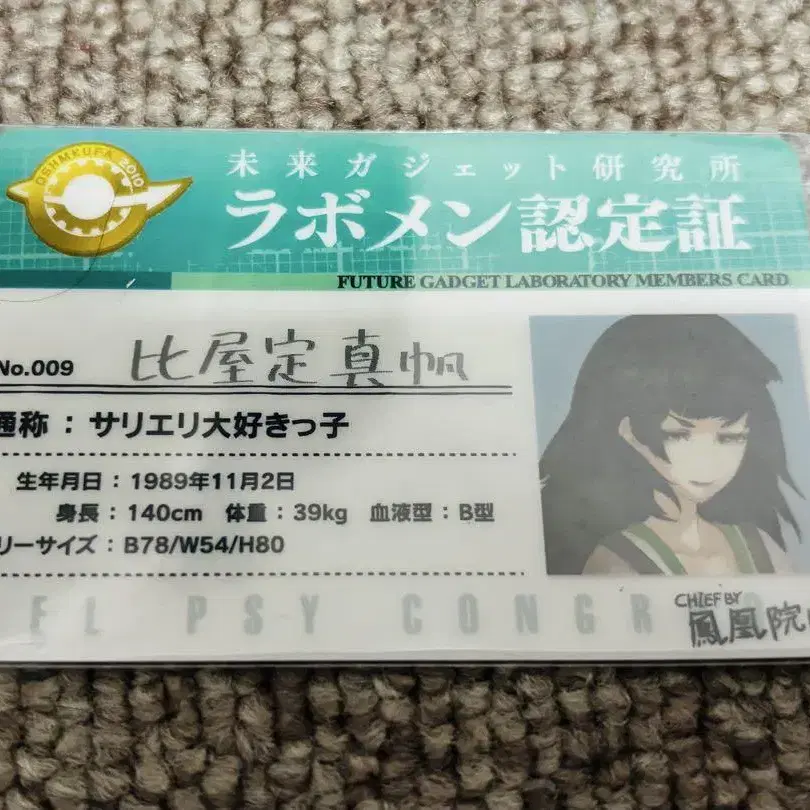 OSHMKUFA 2010
未来ガジェット研究所
ラボメン認定証
FUTURE GADGET LABORATORY MEMBERS CARD
No.009 比屋定真帆
通称：サリエリ大好きっ子
生年月日：1989年11月2日
身長：140cm 体重：39kg 血液型：B型
リーサイズ：B78/W54/H80
EL PSY CONGR
CHIEF BY
鳳凰院